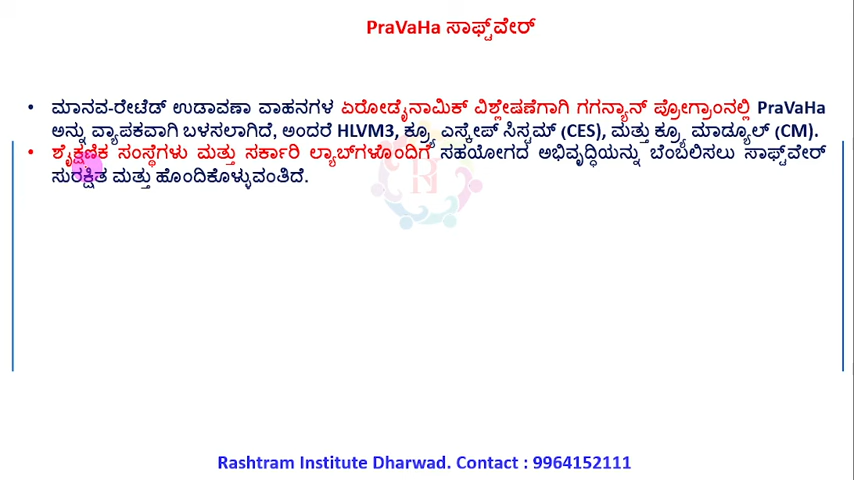 PraVaHa ಸಾಫ್ಟ್‌ವೇರ್
• ಮಾನವ-ರೇಟೆಡ್ ಉಡಾವಣಾ ವಾಹನಗಳ ಏರೋಡೈನಾಮಿಕ್ ವಿಶ್ಲೇಷಣೆಗಾಗಿ ಗಗನ್ಯಾನ್ ಪ್ರೋಗ್ರಾಂನಲ್ಲಿ PraVaHa
ಅನ್ನು ವ್ಯಾಪಕವಾಗಿ ಬಳಸಲಾಗಿದೆ, ಅಂದರೆ HLVM3, ಕ್ರ್ಯೂ ಎಸ್ಕೇಪ್ ಸಿಸ್ಟಮ್ (CES), ಮತ್ತು ಕ್ರ್ಯೂ ಮಾಡ್ಯೂಲ್ (CM).
• ಶೈಕ್ಷಣಿಕ ಸಂಸ್ಥೆಗಳು ಮತ್ತು ಸರ್ಕಾರಿ ಲ್ಯಾಬ್‌ಗಳೊಂದಿಗೆ ಸಹಯೋಗದ ಅಭಿವೃದ್ಧಿಯನ್ನು ಬೆಂಬಲಿಸಲು ಸಾಫ್ಟ್‌ವೇರ್
ಸುರಕ್ಷಿತ ಮತ್ತು ಹೊಂದಿಕೊಳ್ಳುವಂತಿದೆ.
Rashtram Institute Dharwad. Contact : 9964152111